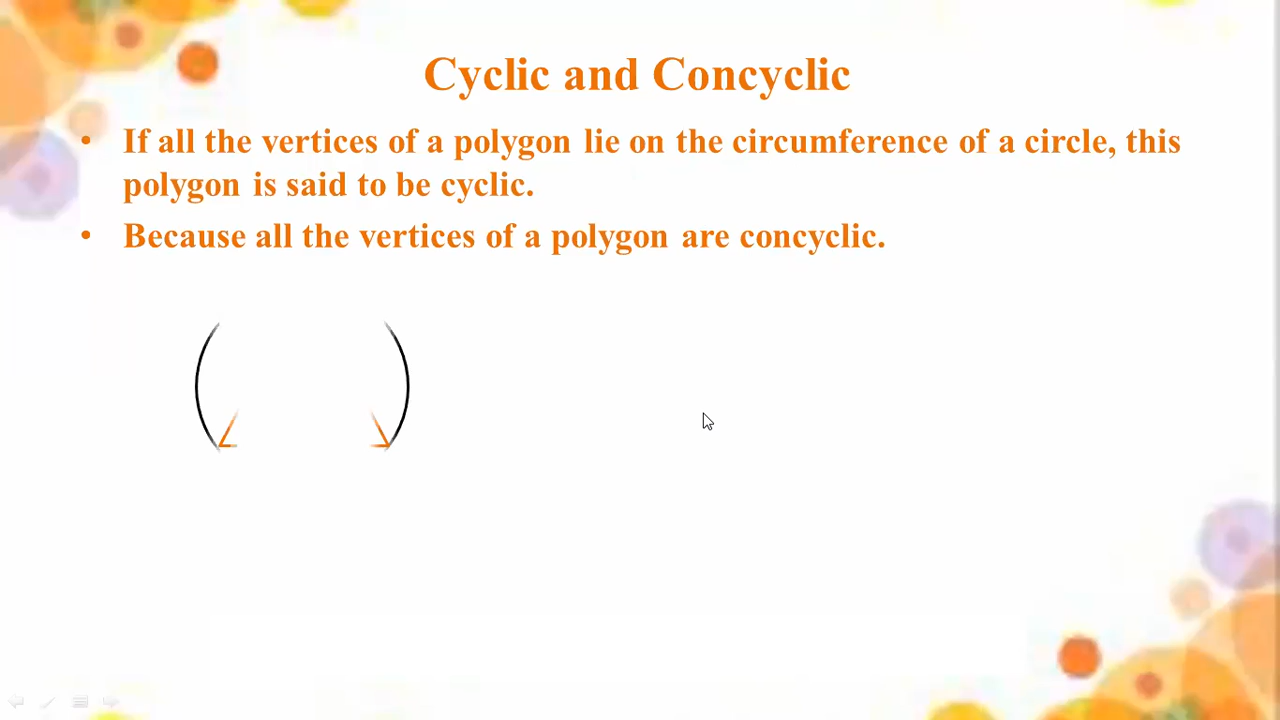 Cyclic and Concyclic
• If all the vertices of a polygon lie on the circumference of a circle, this
polygon is said to be cyclic.
• Because all the vertices of a polygon are concyclic.